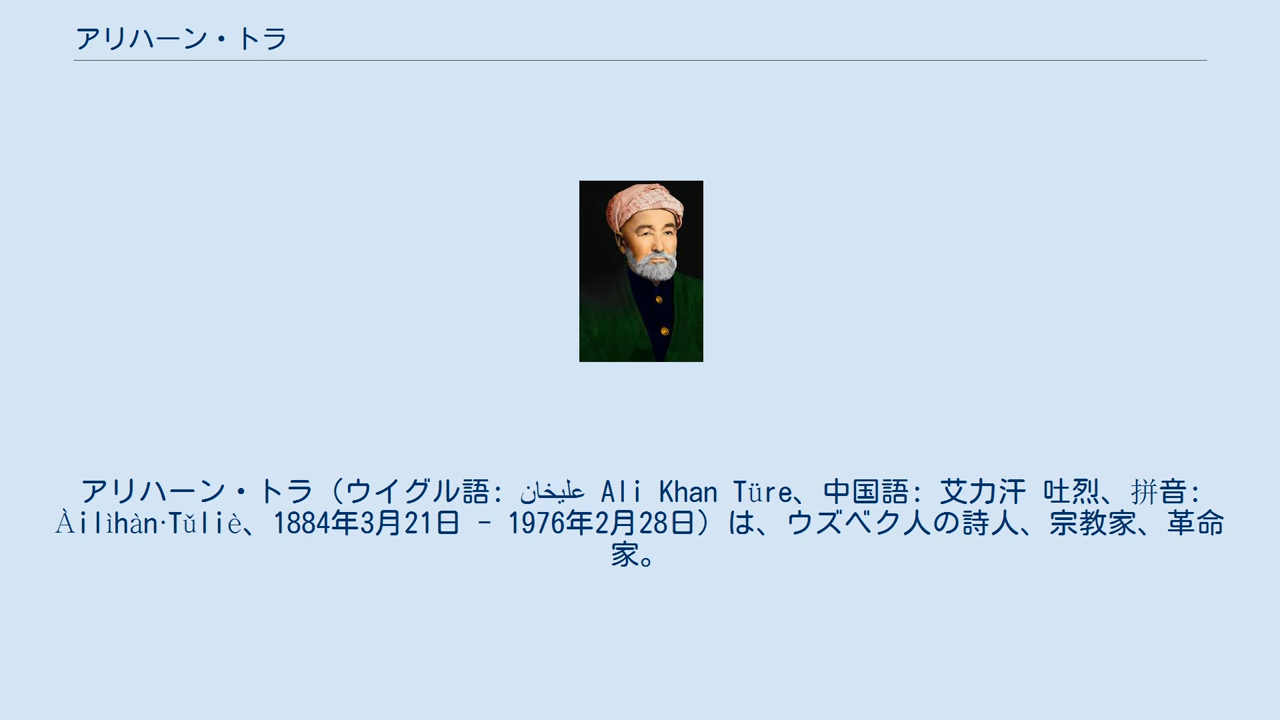 アリハーン・トラ
アリハーン・トラ（ウイグル語: عليخان Ali Khan Türe、中国語: 艾力汗 吐烈、拼音:
Àilìhàn·Tǔliè、1884年3月21日 - 1976年2月28日）は、ウズベク人の詩人、宗教家、革命
家。